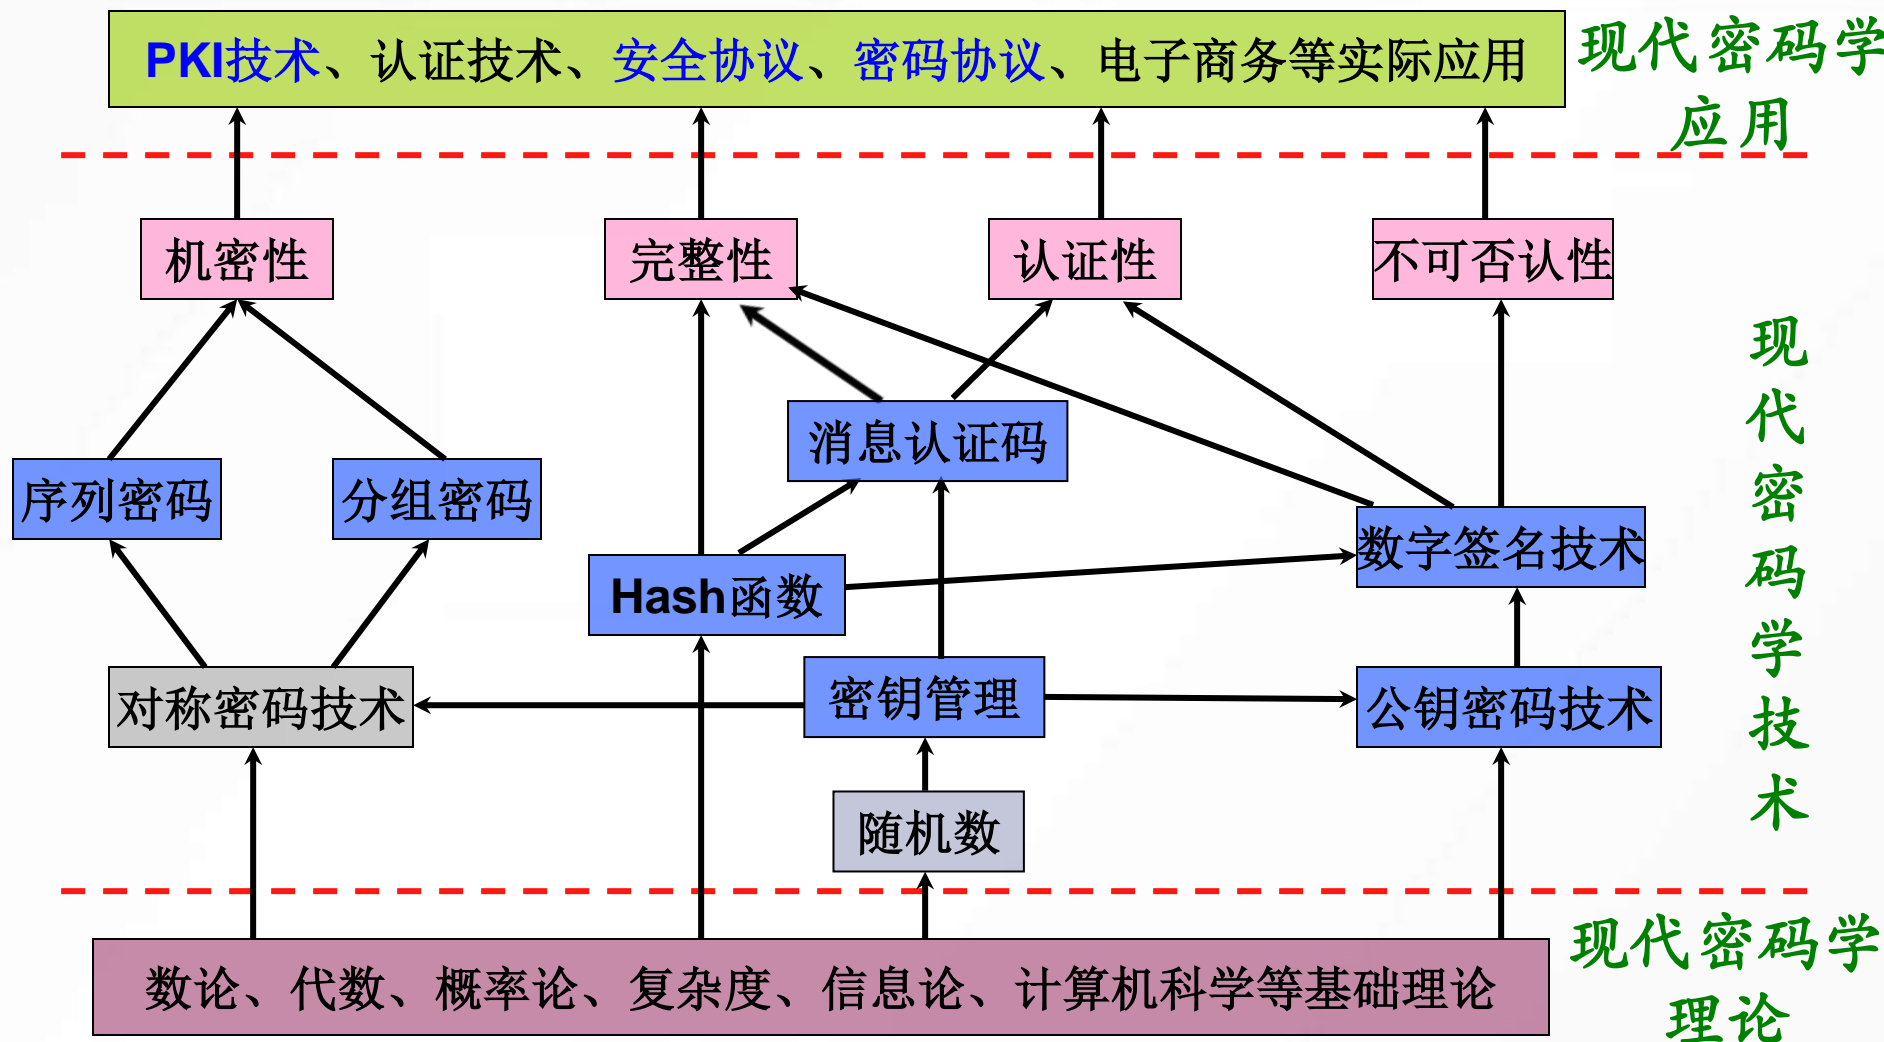 PKI技术、认证技术、安全协议、密码协议、电子商务等实际应用
现代密码学
应用
机密性
完整性
认证性
不可否认性
现代密码学技术
消息认证码
序列密码
分组密码
数字签名技术
Hash函数
对称密码技术
密钥管理
公钥密码技术
随机数
数论、代数、概率论、复杂度、信息论、计算机科学等基础理论
现代密码学
理论